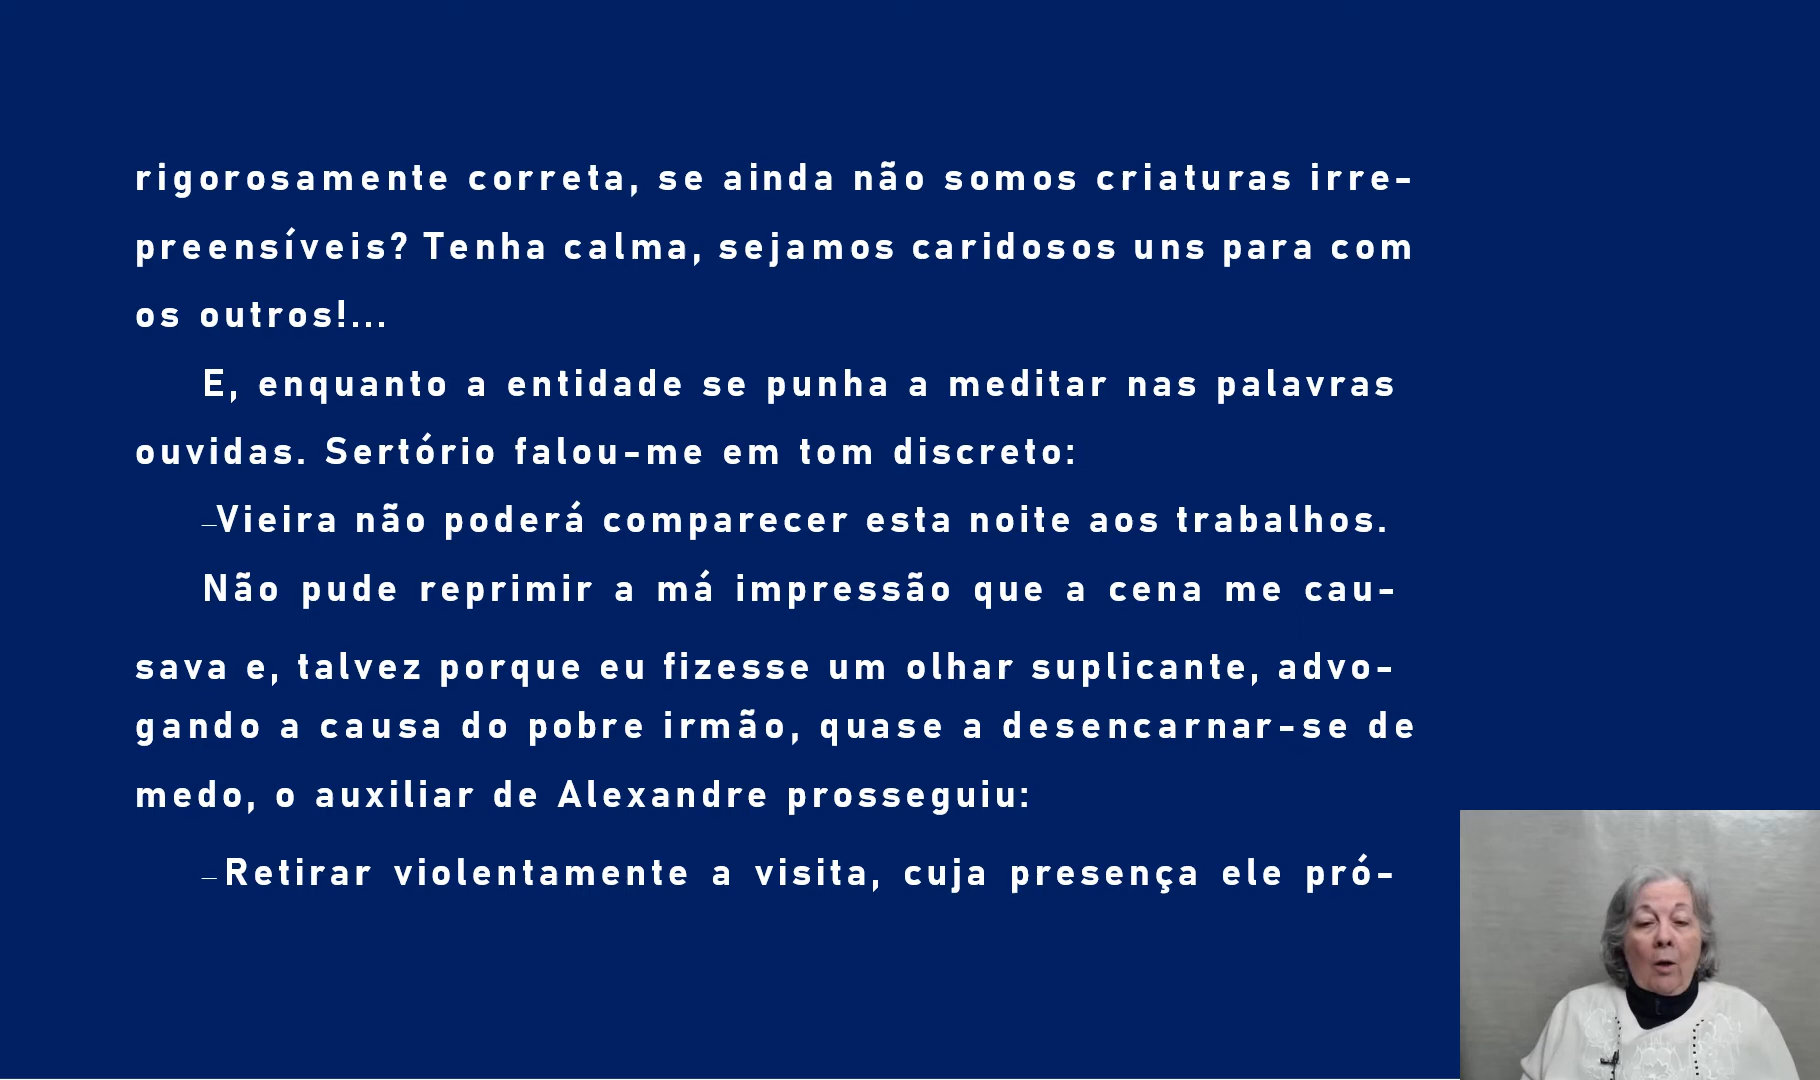 rigorosamente correta, se ainda não somos criaturas irre-
preensíveis? Tenha calma, sejamos caridosos uns para com
os outros!...
E, enquanto a entidade se punha a meditar nas palavras
ouvidas. Sertório falou-me em tom discreto:
–Vieira não poderá comparecer esta noite aos trabalhos.
Não pude reprimir a má impressão que a cena me cau-
sava e, talvez porque eu fizesse um olhar suplicante, advo-
gando a causa do pobre irmão, quase a desencarnar-se de
medo, o auxiliar de Alexandre prosseguiu:
– Retirar violentamente a visita, cuja presença ele pró-